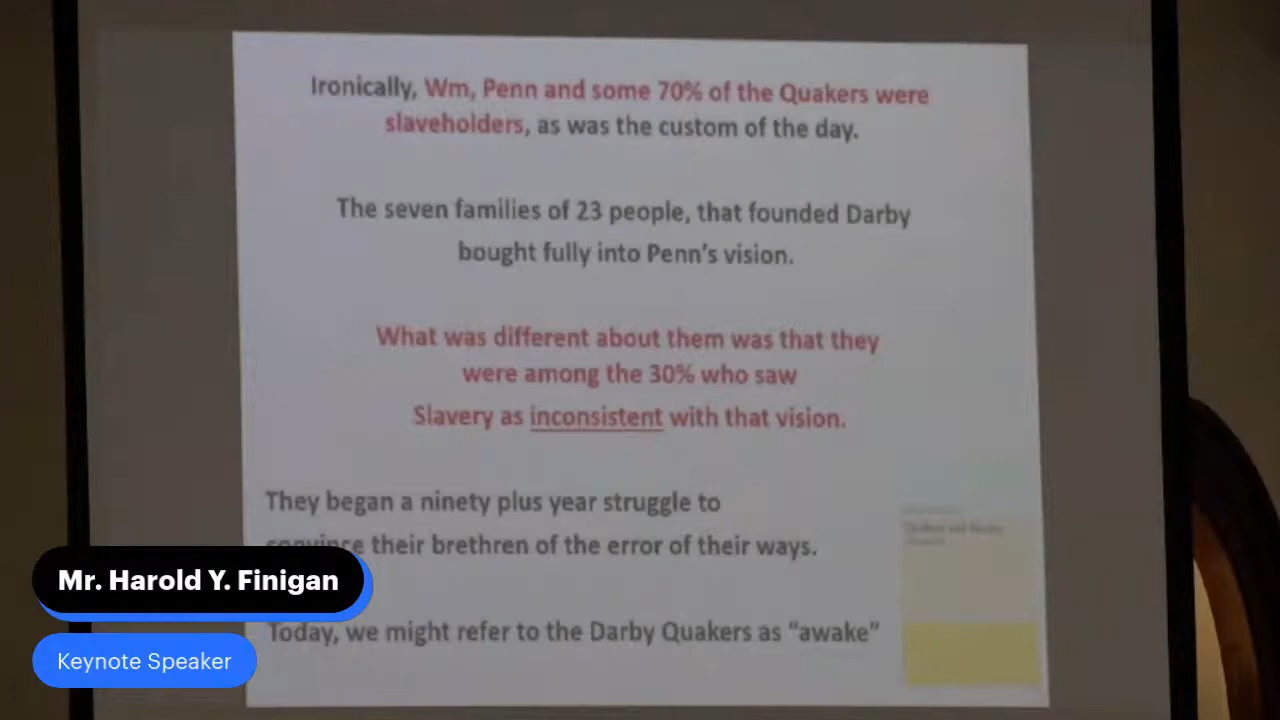 Ironically, Wm, Penn and some 70% of the Quakers were
slaveholders, as was the custom of the day.
The seven families of 23 people, that founded Darby
bought fully into Penn's vision.
What was different about them was that they
were among the 30% who saw
Slavery as inconsistent with that vision.
They began a ninety plus year struggle to
convince their brethren of the error of their ways.
Today, we might refer to the Darby Quakers as “awake”
Mr. Harold Y. Finigan
Keynote Speaker